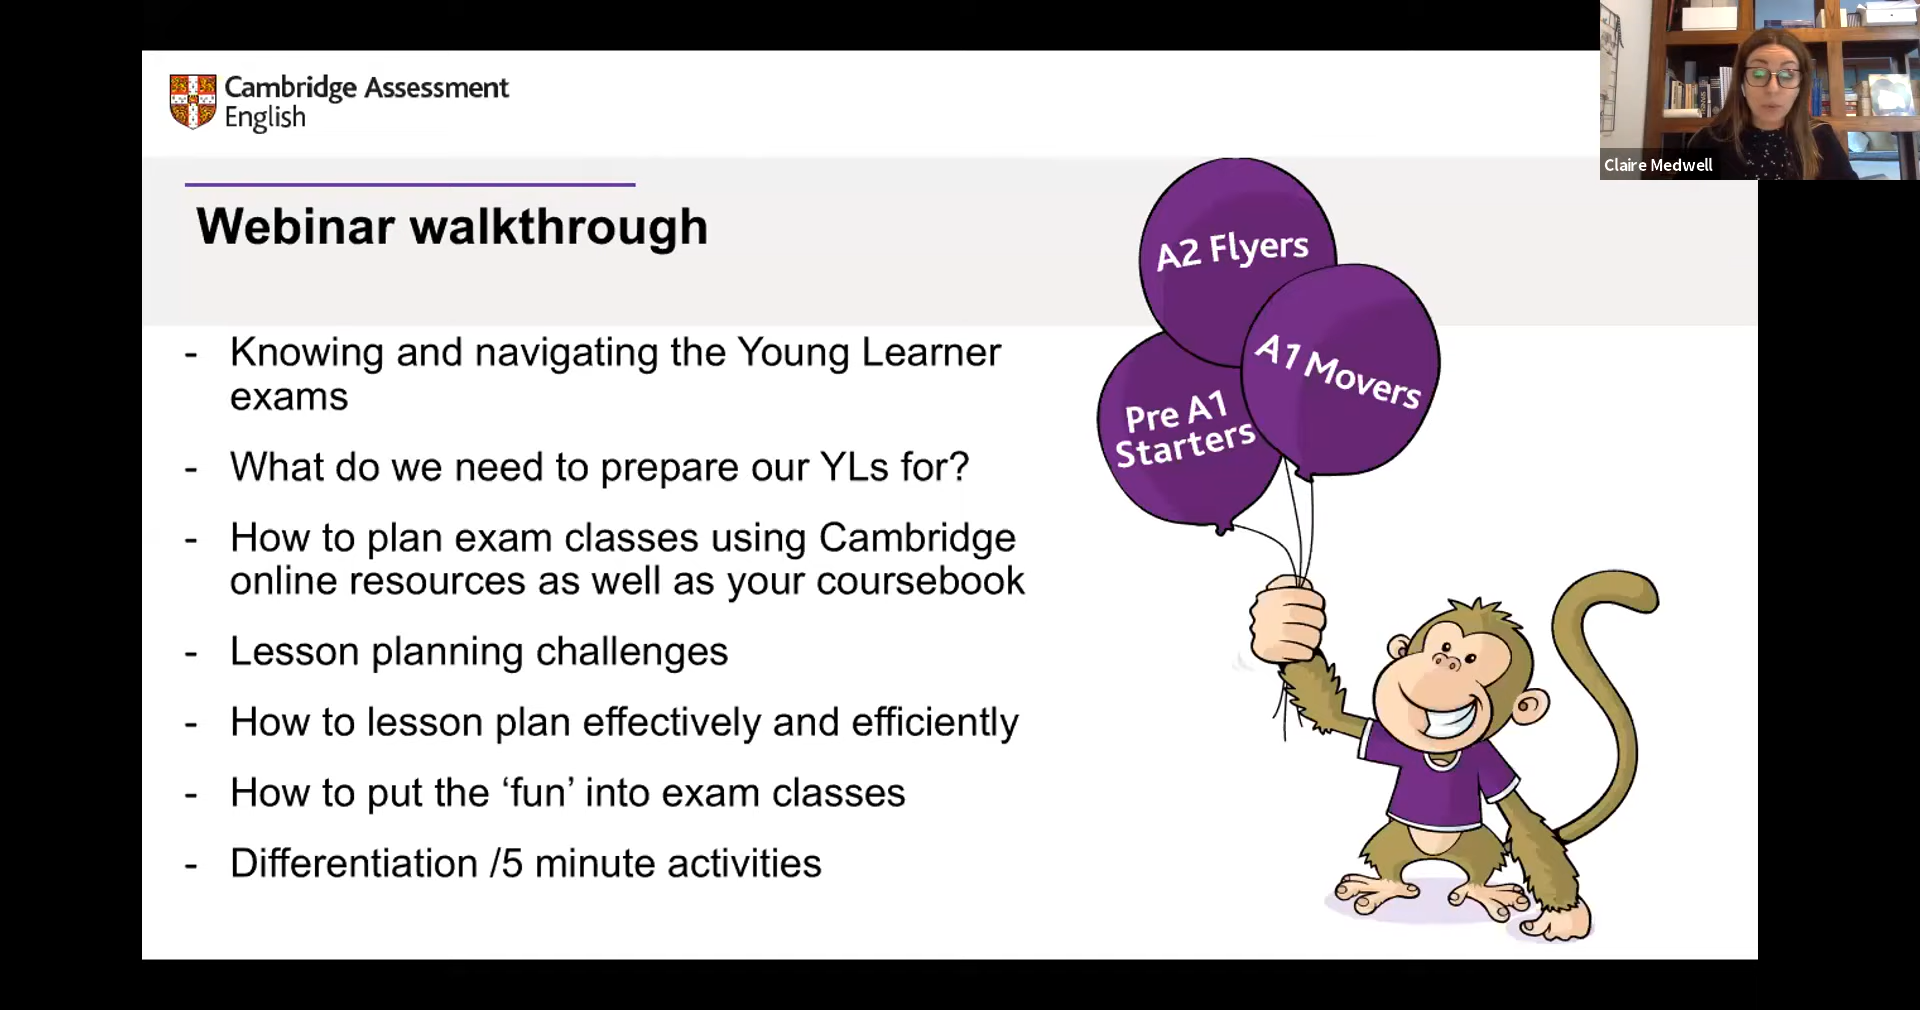 Cambridge Assessment
English
Claire Medwell
Webinar walkthrough
A2 Flyers
A1 Movers
Pre A1
Starters
- Knowing and navigating the Young Learner
exams
- What do we need to prepare our YLs for?
- How to plan exam classes using Cambridge
online resources as well as your coursebook
- Lesson planning challenges
- How to lesson plan effectively and efficiently
- How to put the ‘fun’ into exam classes
- Differentiation /5 minute activities